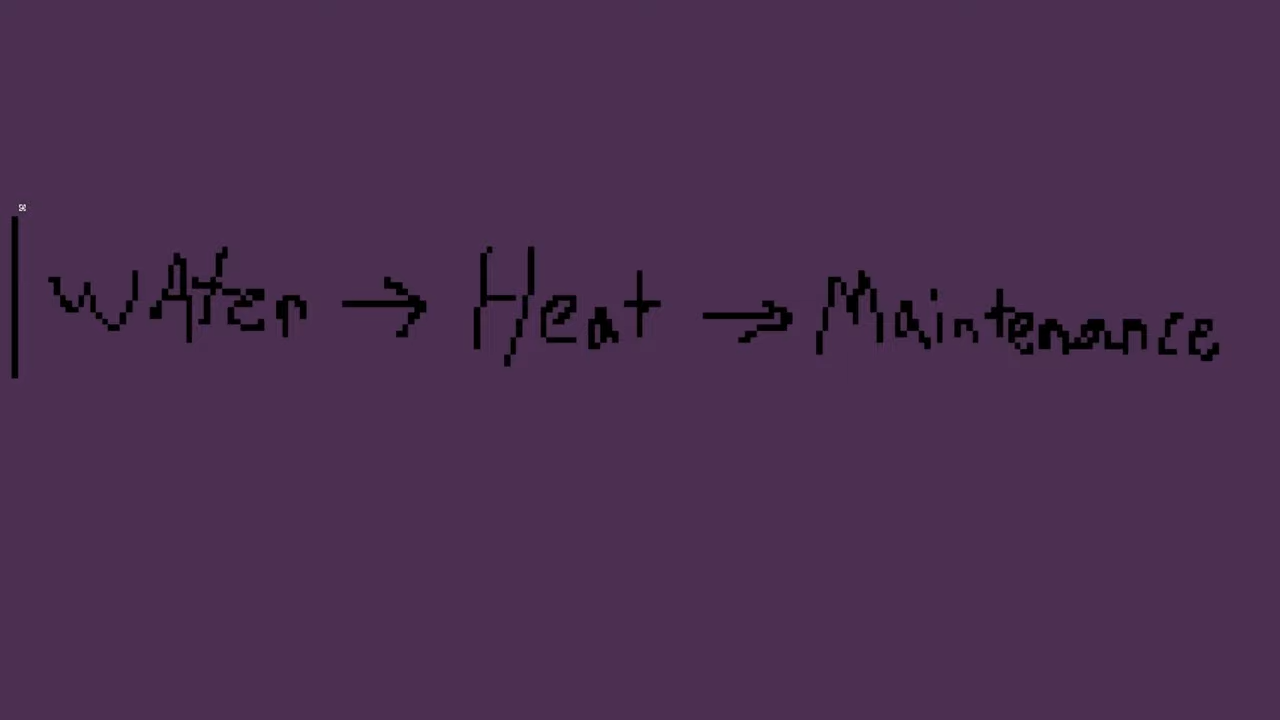 WAter → Heat → Maintenance